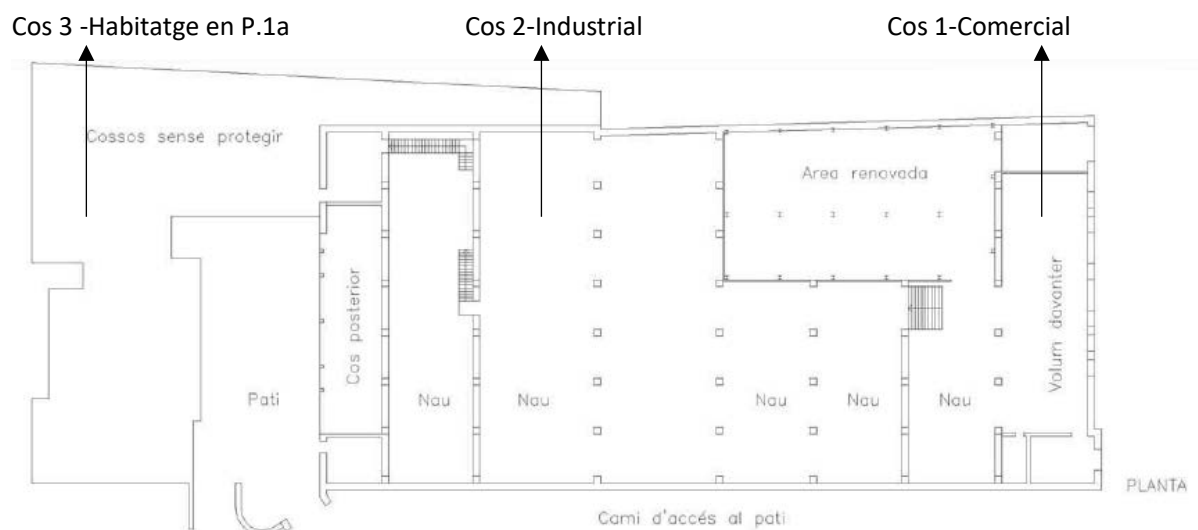 Cos 3 -Habitatge en P.1a
Cos 2-Industrial
Cos 1-Comercial
Cossos sense protegir
Area renovada
Cos posterior
Volum davanter
Pati
Nau
Nau
Nau
Nau
Nau
PLANTA
Camí d'accés al pati